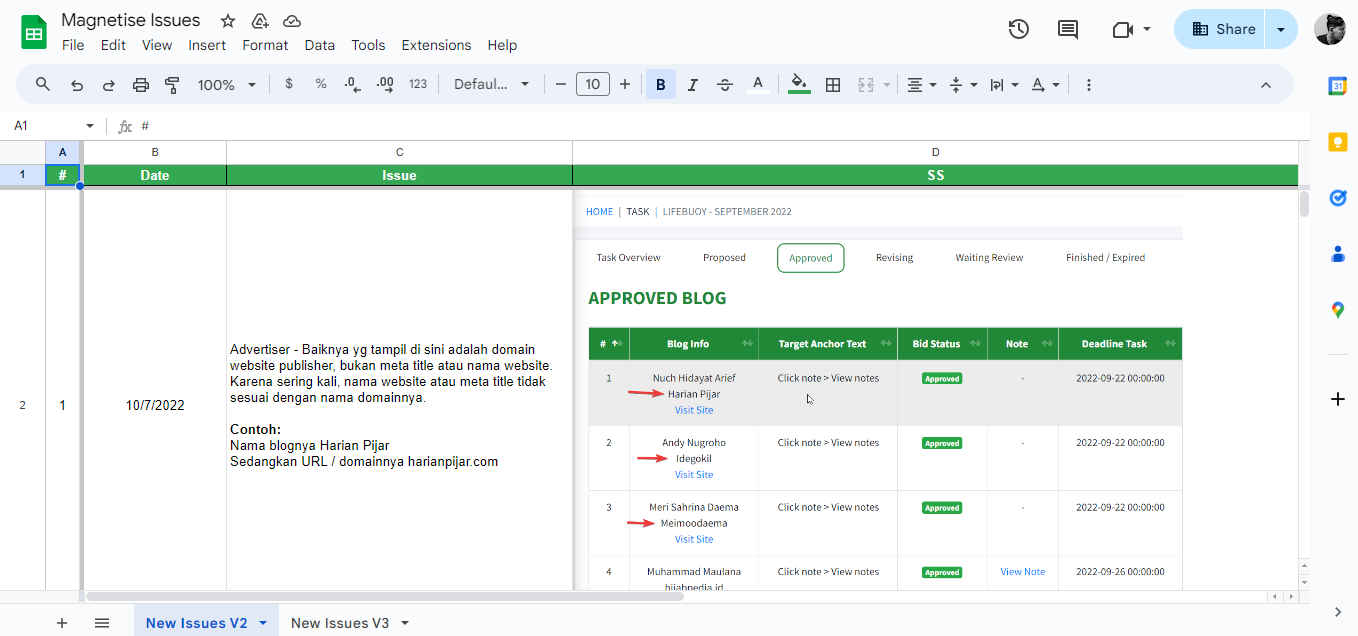 Magnetise Issues
File Edit View Insert Format Data Tools Extensions Help
Share
100% $ % .0 .00 123 Defaul... 10 B I A
31
A1 fx #
A B C D
1 # Date Issue SS
HOME | TASK | LIFEBUOY - SEPTEMBER 2022
Task Overview Proposed Approved Revising Waiting Review Finished / Expired
APPROVED BLOG
# Blog Info Target Anchor Text Bid Status Note Deadline Task
1 Nuch Hidayat Arief Click note > View notes Approved - 2022-09-22 00:00:00
Harian Pijar
Visit Site
2 Andy Nugroho Click note > View notes Approved - 2022-09-22 00:00:00
Idegokil
Visit Site
3 Meri Sahrina Daema Click note > View notes Approved - 2022-09-22 00:00:00
Meimoodaema
Visit Site
4 Muhammad Maulana Click note > View notes Approved View Note 2022-09-26 00:00:00
hijabpedia.id
2 1 10/7/2022
Advertiser - Baiknya yg tampil di sini adalah domain
website publisher, bukan meta title atau nama website.
Karena sering kali, nama website atau meta title tidak
sesuai dengan nama domainnya.
Contoh:
Nama blognya Harian Pijar
Sedangkan URL / domainnya harianpijar.com
New Issues V2 New Issues V3